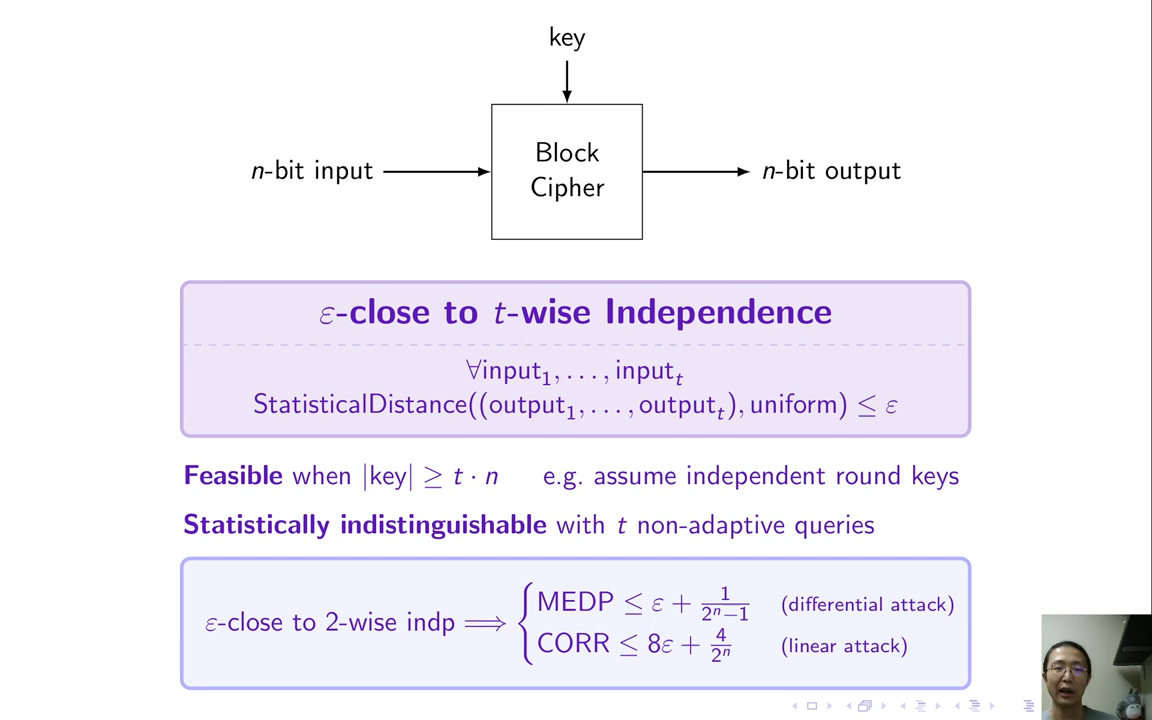 key
Block
Cipher
n-bit input
n-bit output
ε-close to t-wise Independence
∀input₁, . . . , inputₜ
StatisticalDistance((output₁, . . . , outputₜ), uniform) ≤ ε
Feasible when |key| ≥ t · n e.g. assume independent round keys
Statistically indistinguishable with t non-adaptive queries
ε-close to 2-wise indp ⟹ { MEDP ≤ ε + 1/(2ⁿ−1) (differential attack)
CORR ≤ 8ε + 4/2ⁿ (linear attack)